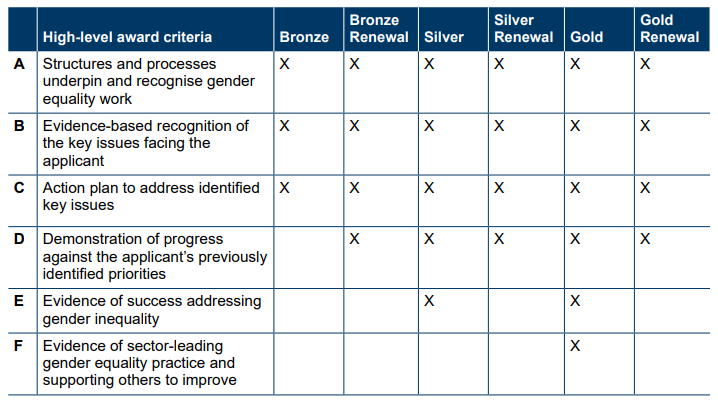 High-level award criteria Bronze Bronze Renewal Silver Silver Renewal Gold Gold Renewal
A Structures and processes X X X X X X
underpin and recognise gender
equality work
B Evidence-based recognition of X X X X X X
the key issues facing the
applicant
C Action plan to address identified X X X X X X
key issues
D Demonstration of progress X X X X X
against the applicant’s previously
identified priorities
E Evidence of success addressing X X
gender inequality
F Evidence of sector-leading X
gender equality practice and
supporting others to improve